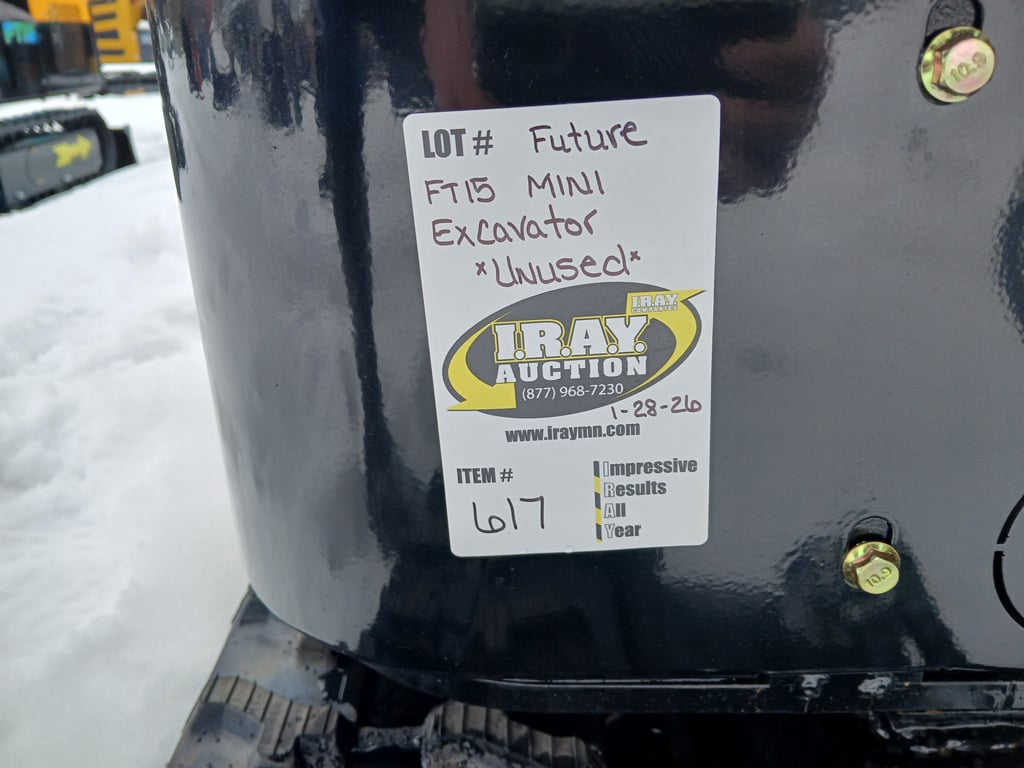 LOT # Future
FT15 MINI
Excavator
*Unused*
I.R.A.Y.
COMPANIES
I.R.A.Y.
AUCTION
(877) 968-7230
1-28-26
www.iraymn.com
ITEM #
617
Impressive
Results
All
Year
10.9
10.9